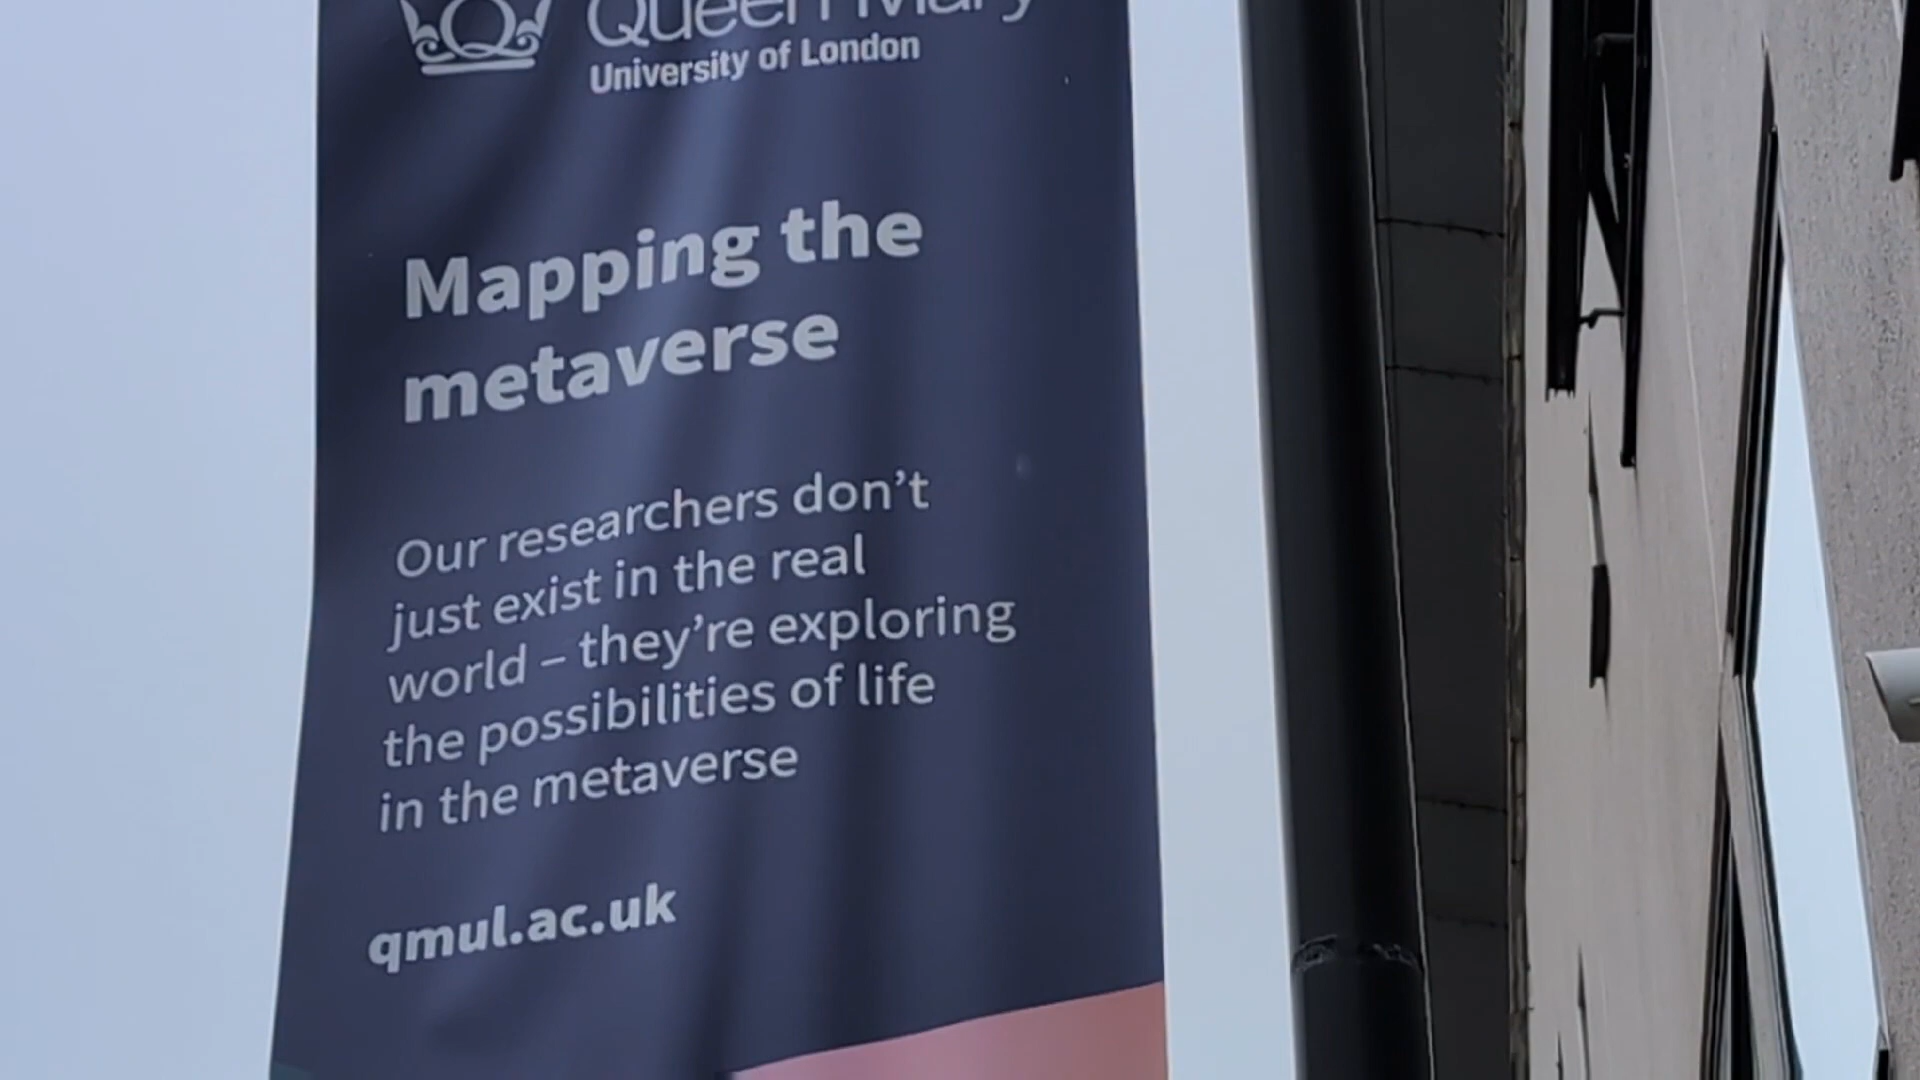 Queen Mary
University of London
Mapping the
metaverse
Our researchers don't
just exist in the real
world – they're exploring
the possibilities of life
in the metaverse
qmul.ac.uk